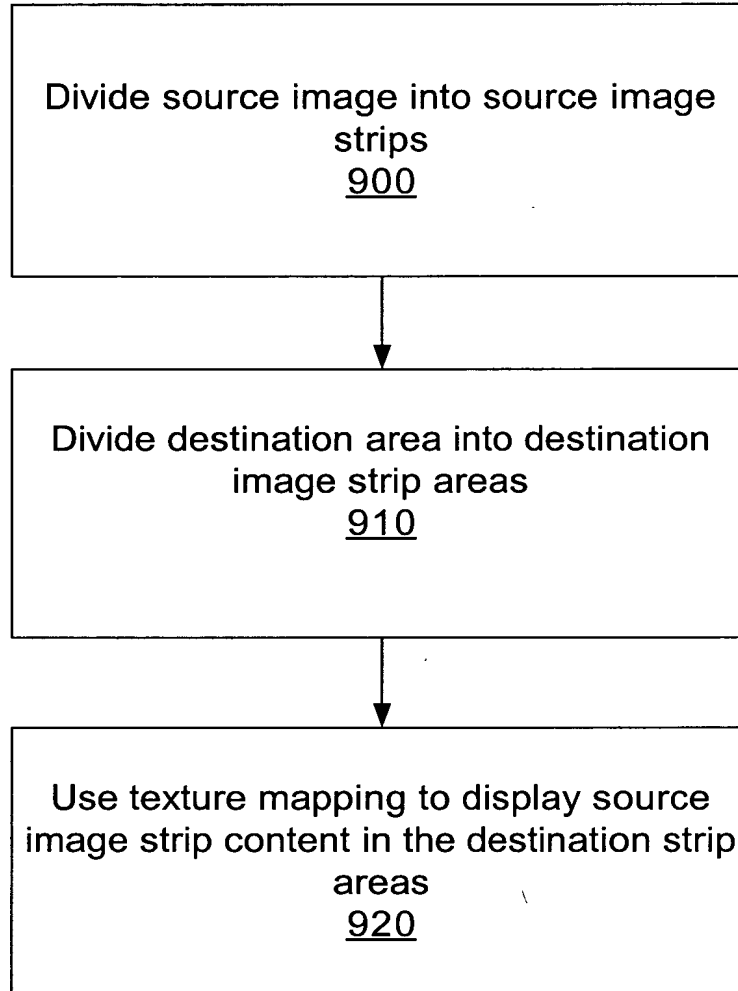 Divide source image into source image
strips
900
Divide destination area into destination
image strip areas
910
Use texture mapping to display source
image strip content in the destination strip
areas
920